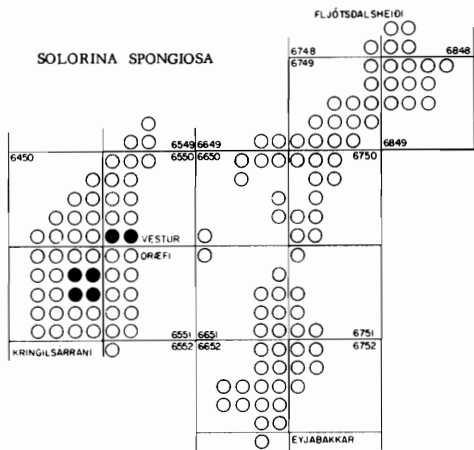 FLJÓTSDALSHEIÐI
SOLORINA SPONGIOSA
6748 6848
6749
6549 6649 6849
6450 6550 6650 6750
VESTUR
ÖRÆFI
6551 6651 6751
KRINGILSÁRRANI 6552 6652 6752
EYJABAKKAR